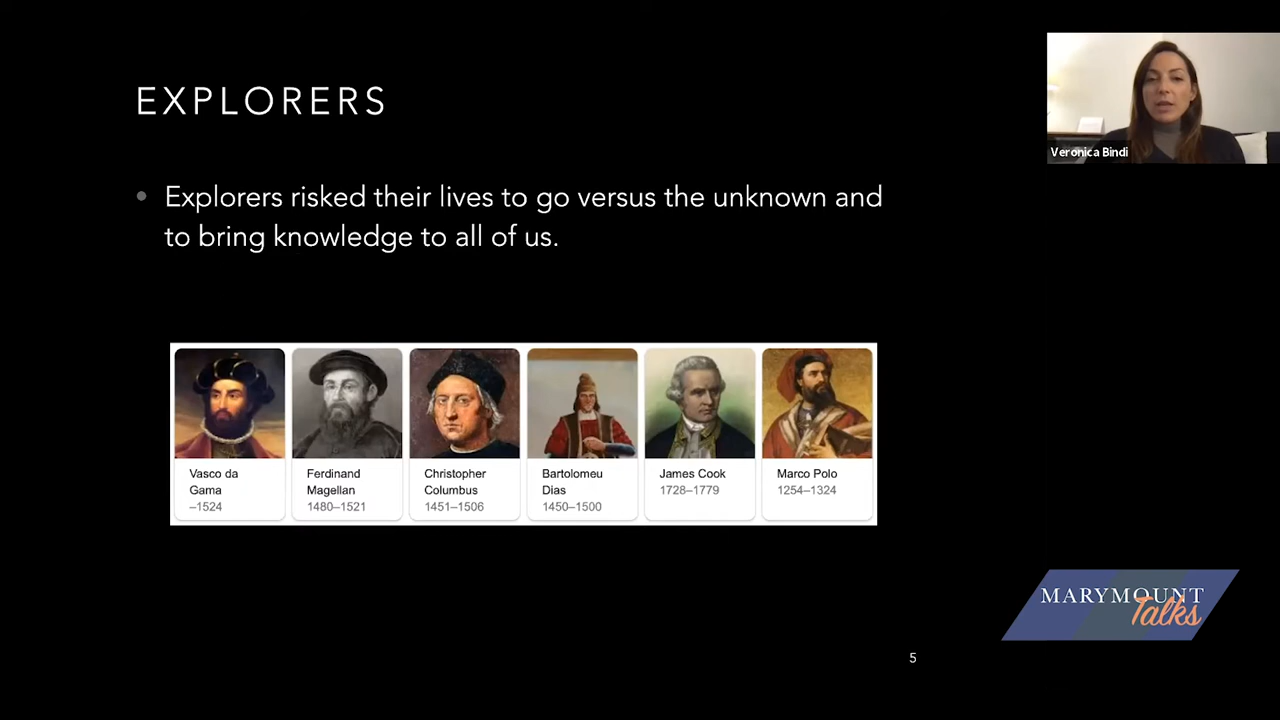 EXPLORERS
Veronica Bindi
Explorers risked their lives to go versus the unknown and
to bring knowledge to all of us.
Vasco da
Gama
–1524
Ferdinand
Magellan
1480–1521
Christopher
Columbus
1451–1506
Bartolomeu
Dias
1450–1500
James Cook
1728–1779
Marco Polo
1254–1324
MARYMOUNT
Talks
5